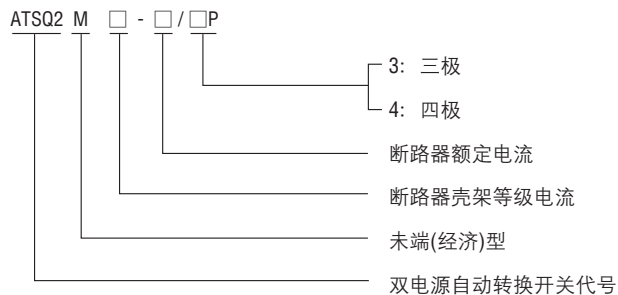 ATSQ2 M □ - □ / □P
3: 三极
4: 四极
断路器额定电流
断路器壳架等级电流
未端(经济)型
双电源自动转换开关代号